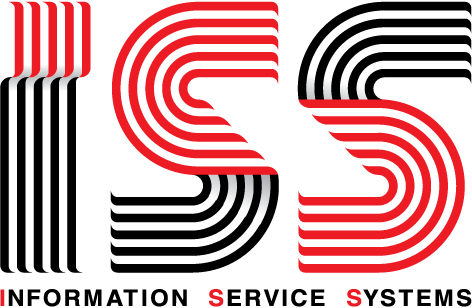 ISS
INFORMATION SERVICE SYSTEMS